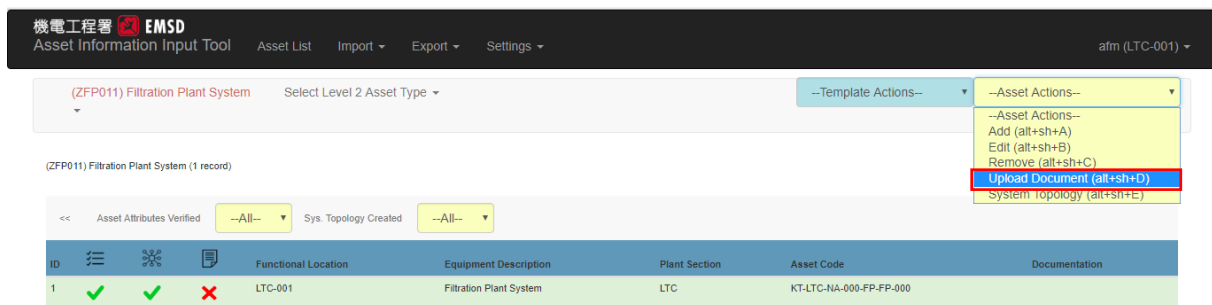 機電工程署 EMSD
Asset Information Input Tool Asset List Import Export Settings afm (LTC-001)
(ZFP011) Filtration Plant System Select Level 2 Asset Type --Template Actions-- --Asset Actions--
--Asset Actions--
Add (alt+sh+A)
Edit (alt+sh+B)
Remove (alt+sh+C)
Upload Document (alt+sh+D)
System Topology (alt+sh+E)
(ZFP011) Filtration Plant System (1 record)
<< Asset Attributes Verified --All-- Sys. Topology Created --All--
ID Functional Location Equipment Description Plant Section Asset Code Documentation
1 LTC-001 Filtration Plant System LTC KT-LTC-NA-000-FP-FP-000